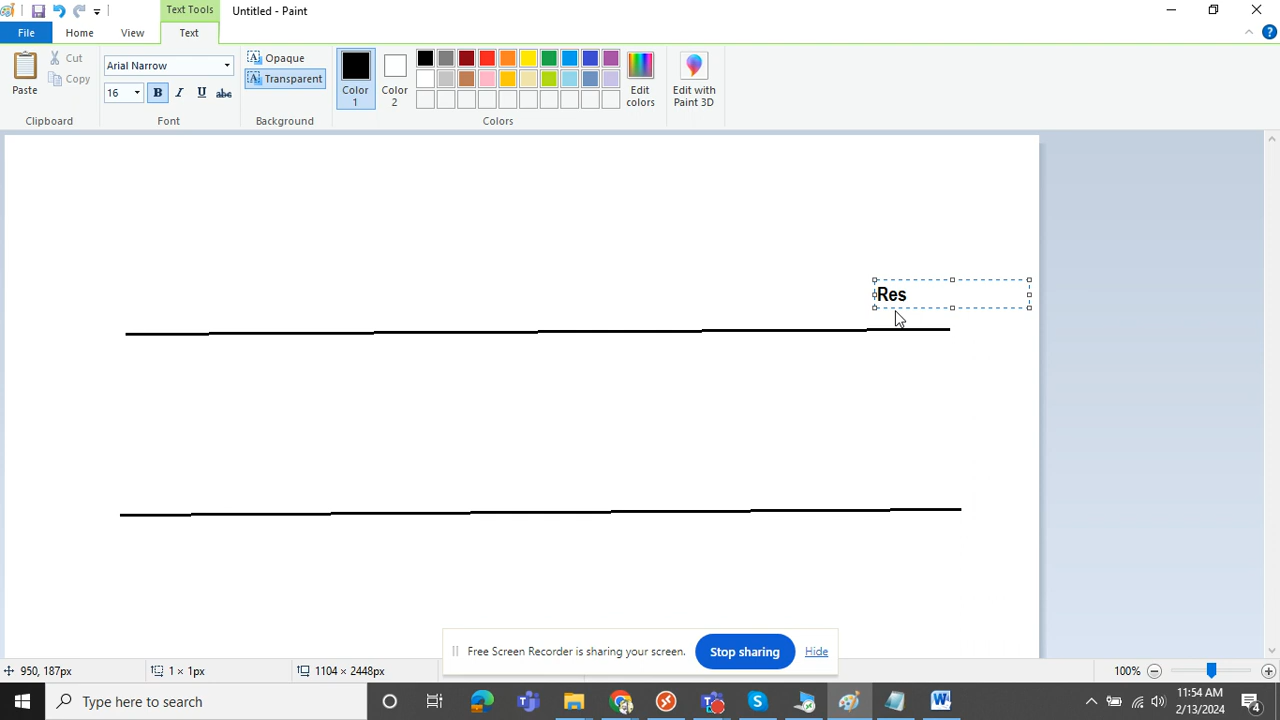 Text Tools
Untitled - Paint
File
Home
View
Text
Paste
Cut
Copy
Clipboard
Arial Narrow
16
B
I
U
abc
Font
A Opaque
A Transparent
Background
Color 1
Color 2
Edit colors
Colors
Edit with Paint 3D
Res
Free Screen Recorder is sharing your screen.
Stop sharing
Hide
950, 187px
1 × 1px
1104 × 2448px
100%
Type here to search
11:54 AM
2/13/2024
4